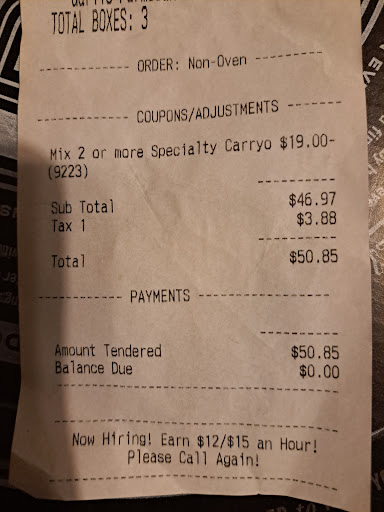 TOTAL BOXES: 3
ORDER: Non-Oven
COUPONS/ADJUSTMENTS
Mix 2 or more Specialty Carryo $19.00-
(9223)
Sub Total $46.97
Tax 1 $3.88
Total $50.85
PAYMENTS
Amount Tendered $50.85
Balance Due $0.00
Now Hiring! Earn $12/$15 an Hour!
Please Call Again!